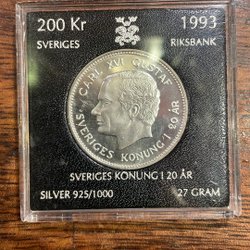 200 Kr 1993
SVERIGES RIKSBANK
CARL XVI GUSTAF
SVERIGES KONUNG I 20 ÅR
SVERIGES KONUNG I 20 ÅR
SILVER 925/1000 27 GRAM